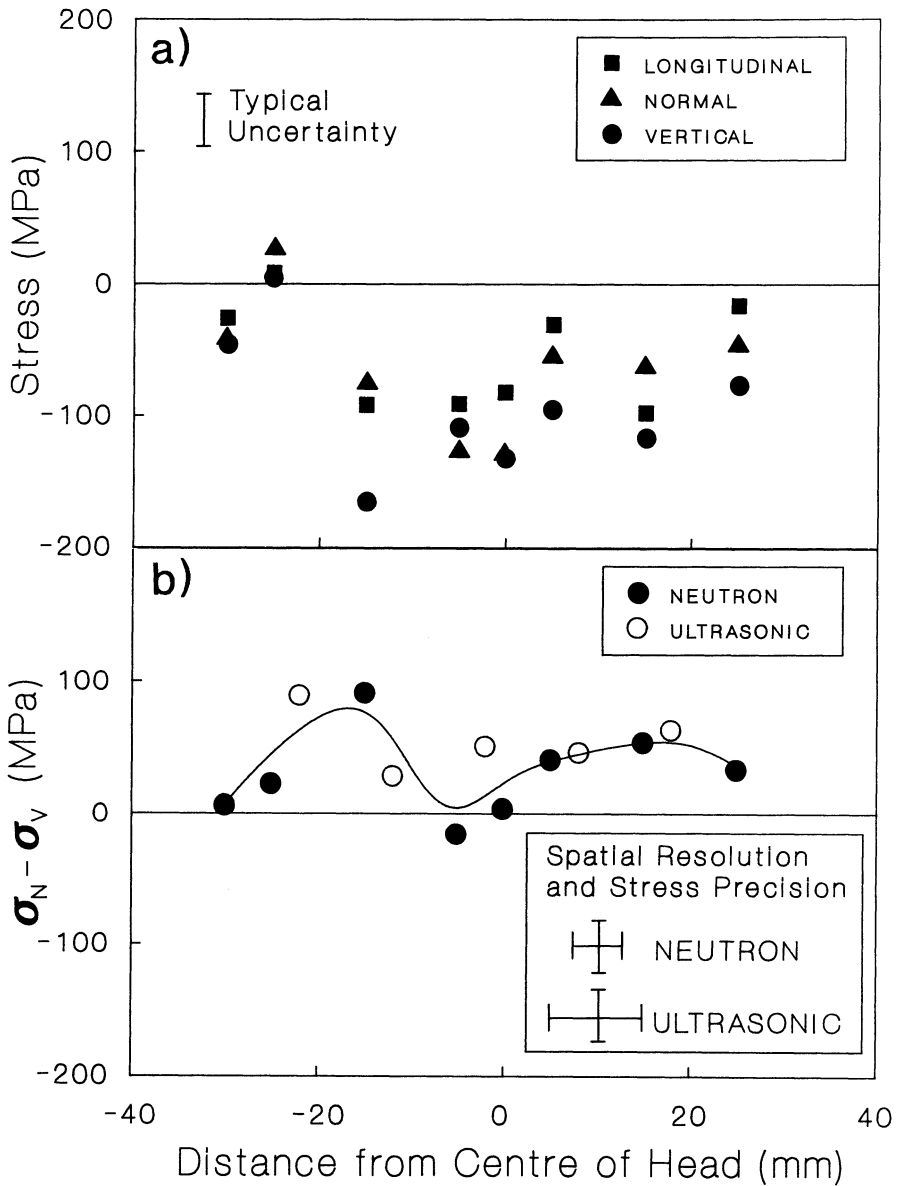 200
a)
LONGITUDINAL
NORMAL
VERTICAL
Typical
Uncertainty
100
0
-100
-200
Stress (MPa)
b)
NEUTRON
ULTRASONIC
100
0
-100
-200
σN – σV (MPa)
Spatial Resolution
and Stress Precision
NEUTRON
ULTRASONIC
-40 -20 0 20 40
Distance from Centre of Head (mm)